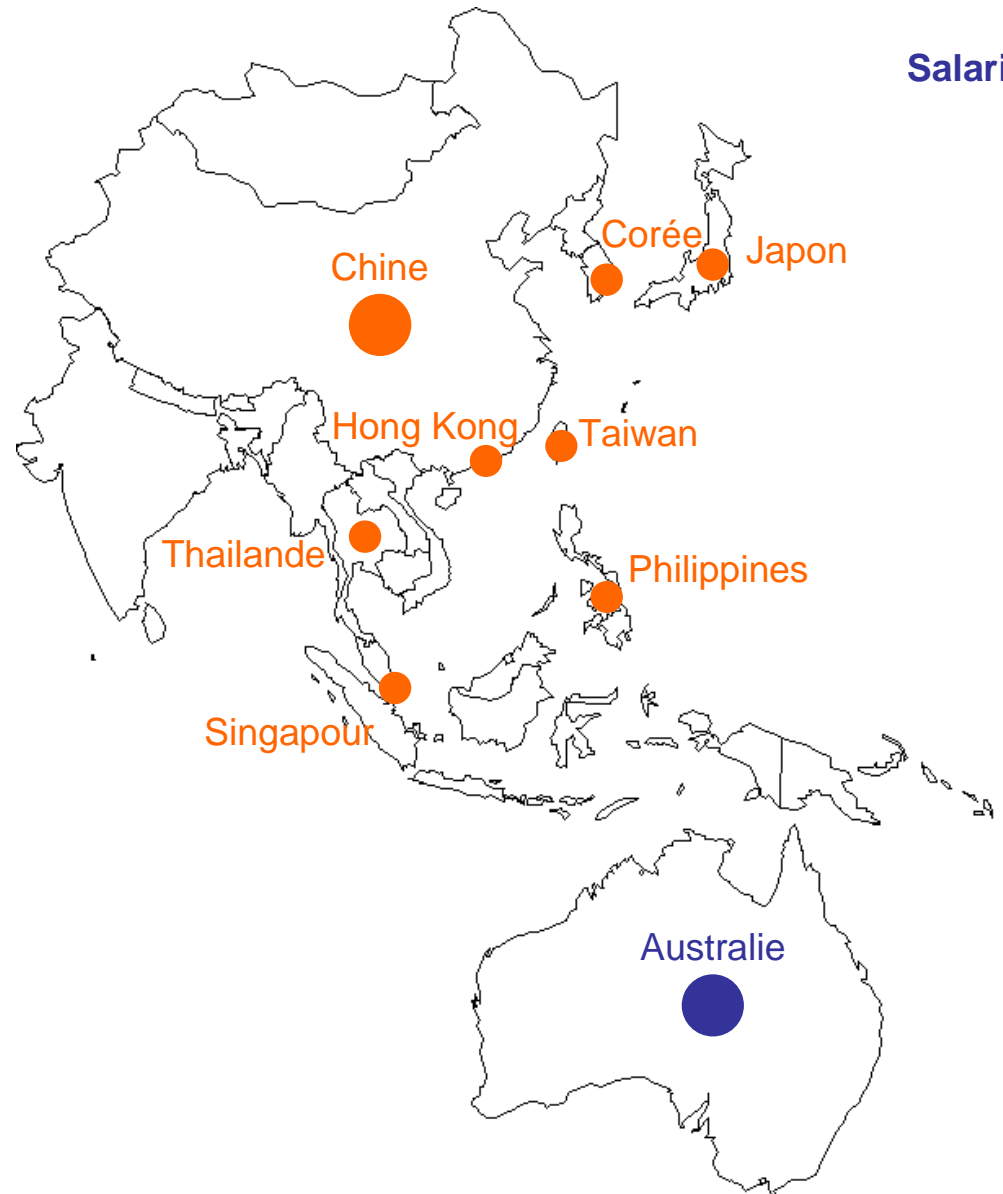 Salari
Corée
Japon
Chine
Hong Kong
Taiwan
Thailande
Philippines
Singapour
Australie